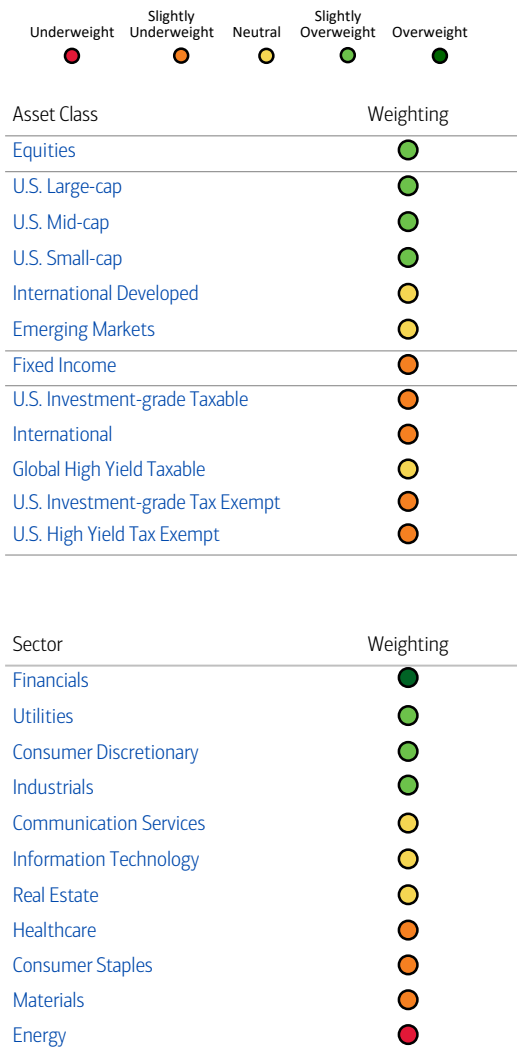 Underweight Slightly Underweight Neutral Slightly Overweight Overweight
Asset Class Weighting
Equities
U.S. Large-cap
U.S. Mid-cap
U.S. Small-cap
International Developed
Emerging Markets
Fixed Income
U.S. Investment-grade Taxable
International
Global High Yield Taxable
U.S. Investment-grade Tax Exempt
U.S. High Yield Tax Exempt
Sector Weighting
Financials
Utilities
Consumer Discretionary
Industrials
Communication Services
Information Technology
Real Estate
Healthcare
Consumer Staples
Materials
Energy